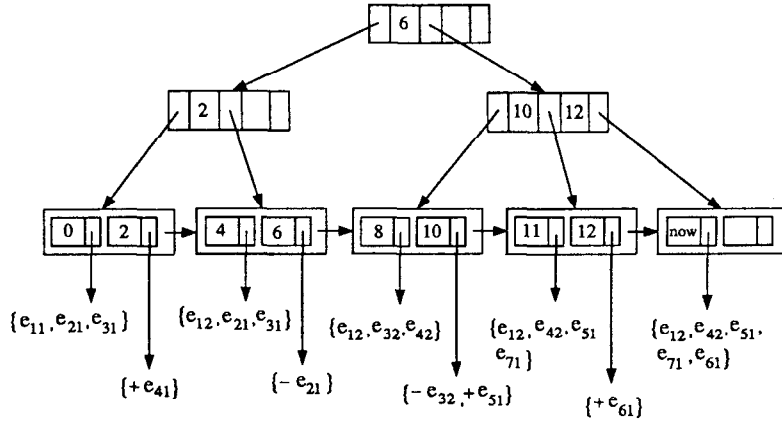 6
2
10 12
0 2 4 6 8 10 11 12 now
{e11, e21, e31} {e12, e21, e31} {e12, e32, e42} {e12, e42, e51 {e12, e42, e51,
e71} e71, e61}
{+e41} {- e21} {-e32, +e51} {+e61}